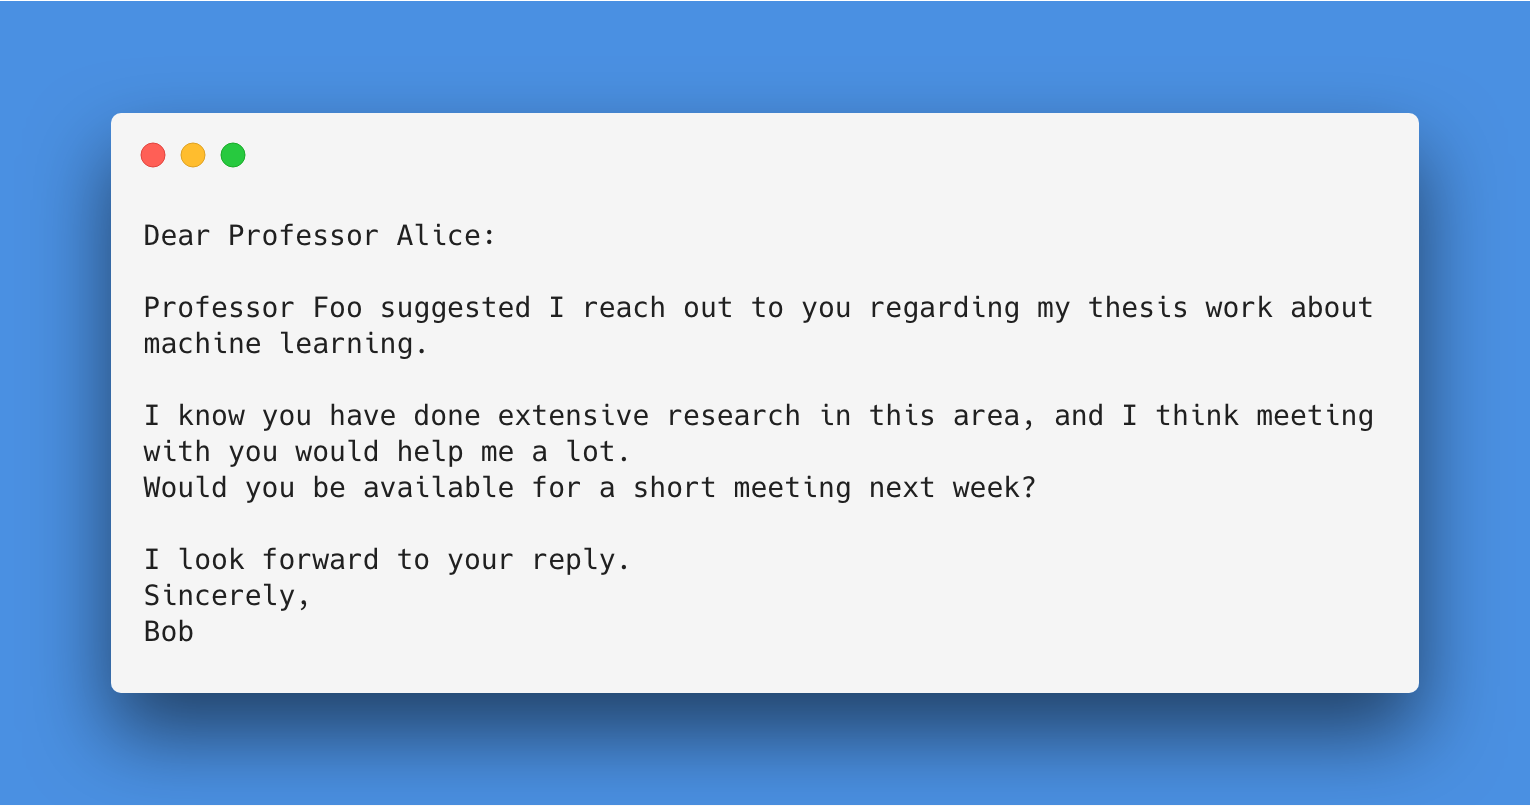 Dear Professor Alice:
Professor Foo suggested I reach out to you regarding my thesis work about
machine learning.
I know you have done extensive research in this area, and I think meeting
with you would help me a lot.
Would you be available for a short meeting next week?
I look forward to your reply.
Sincerely,
Bob